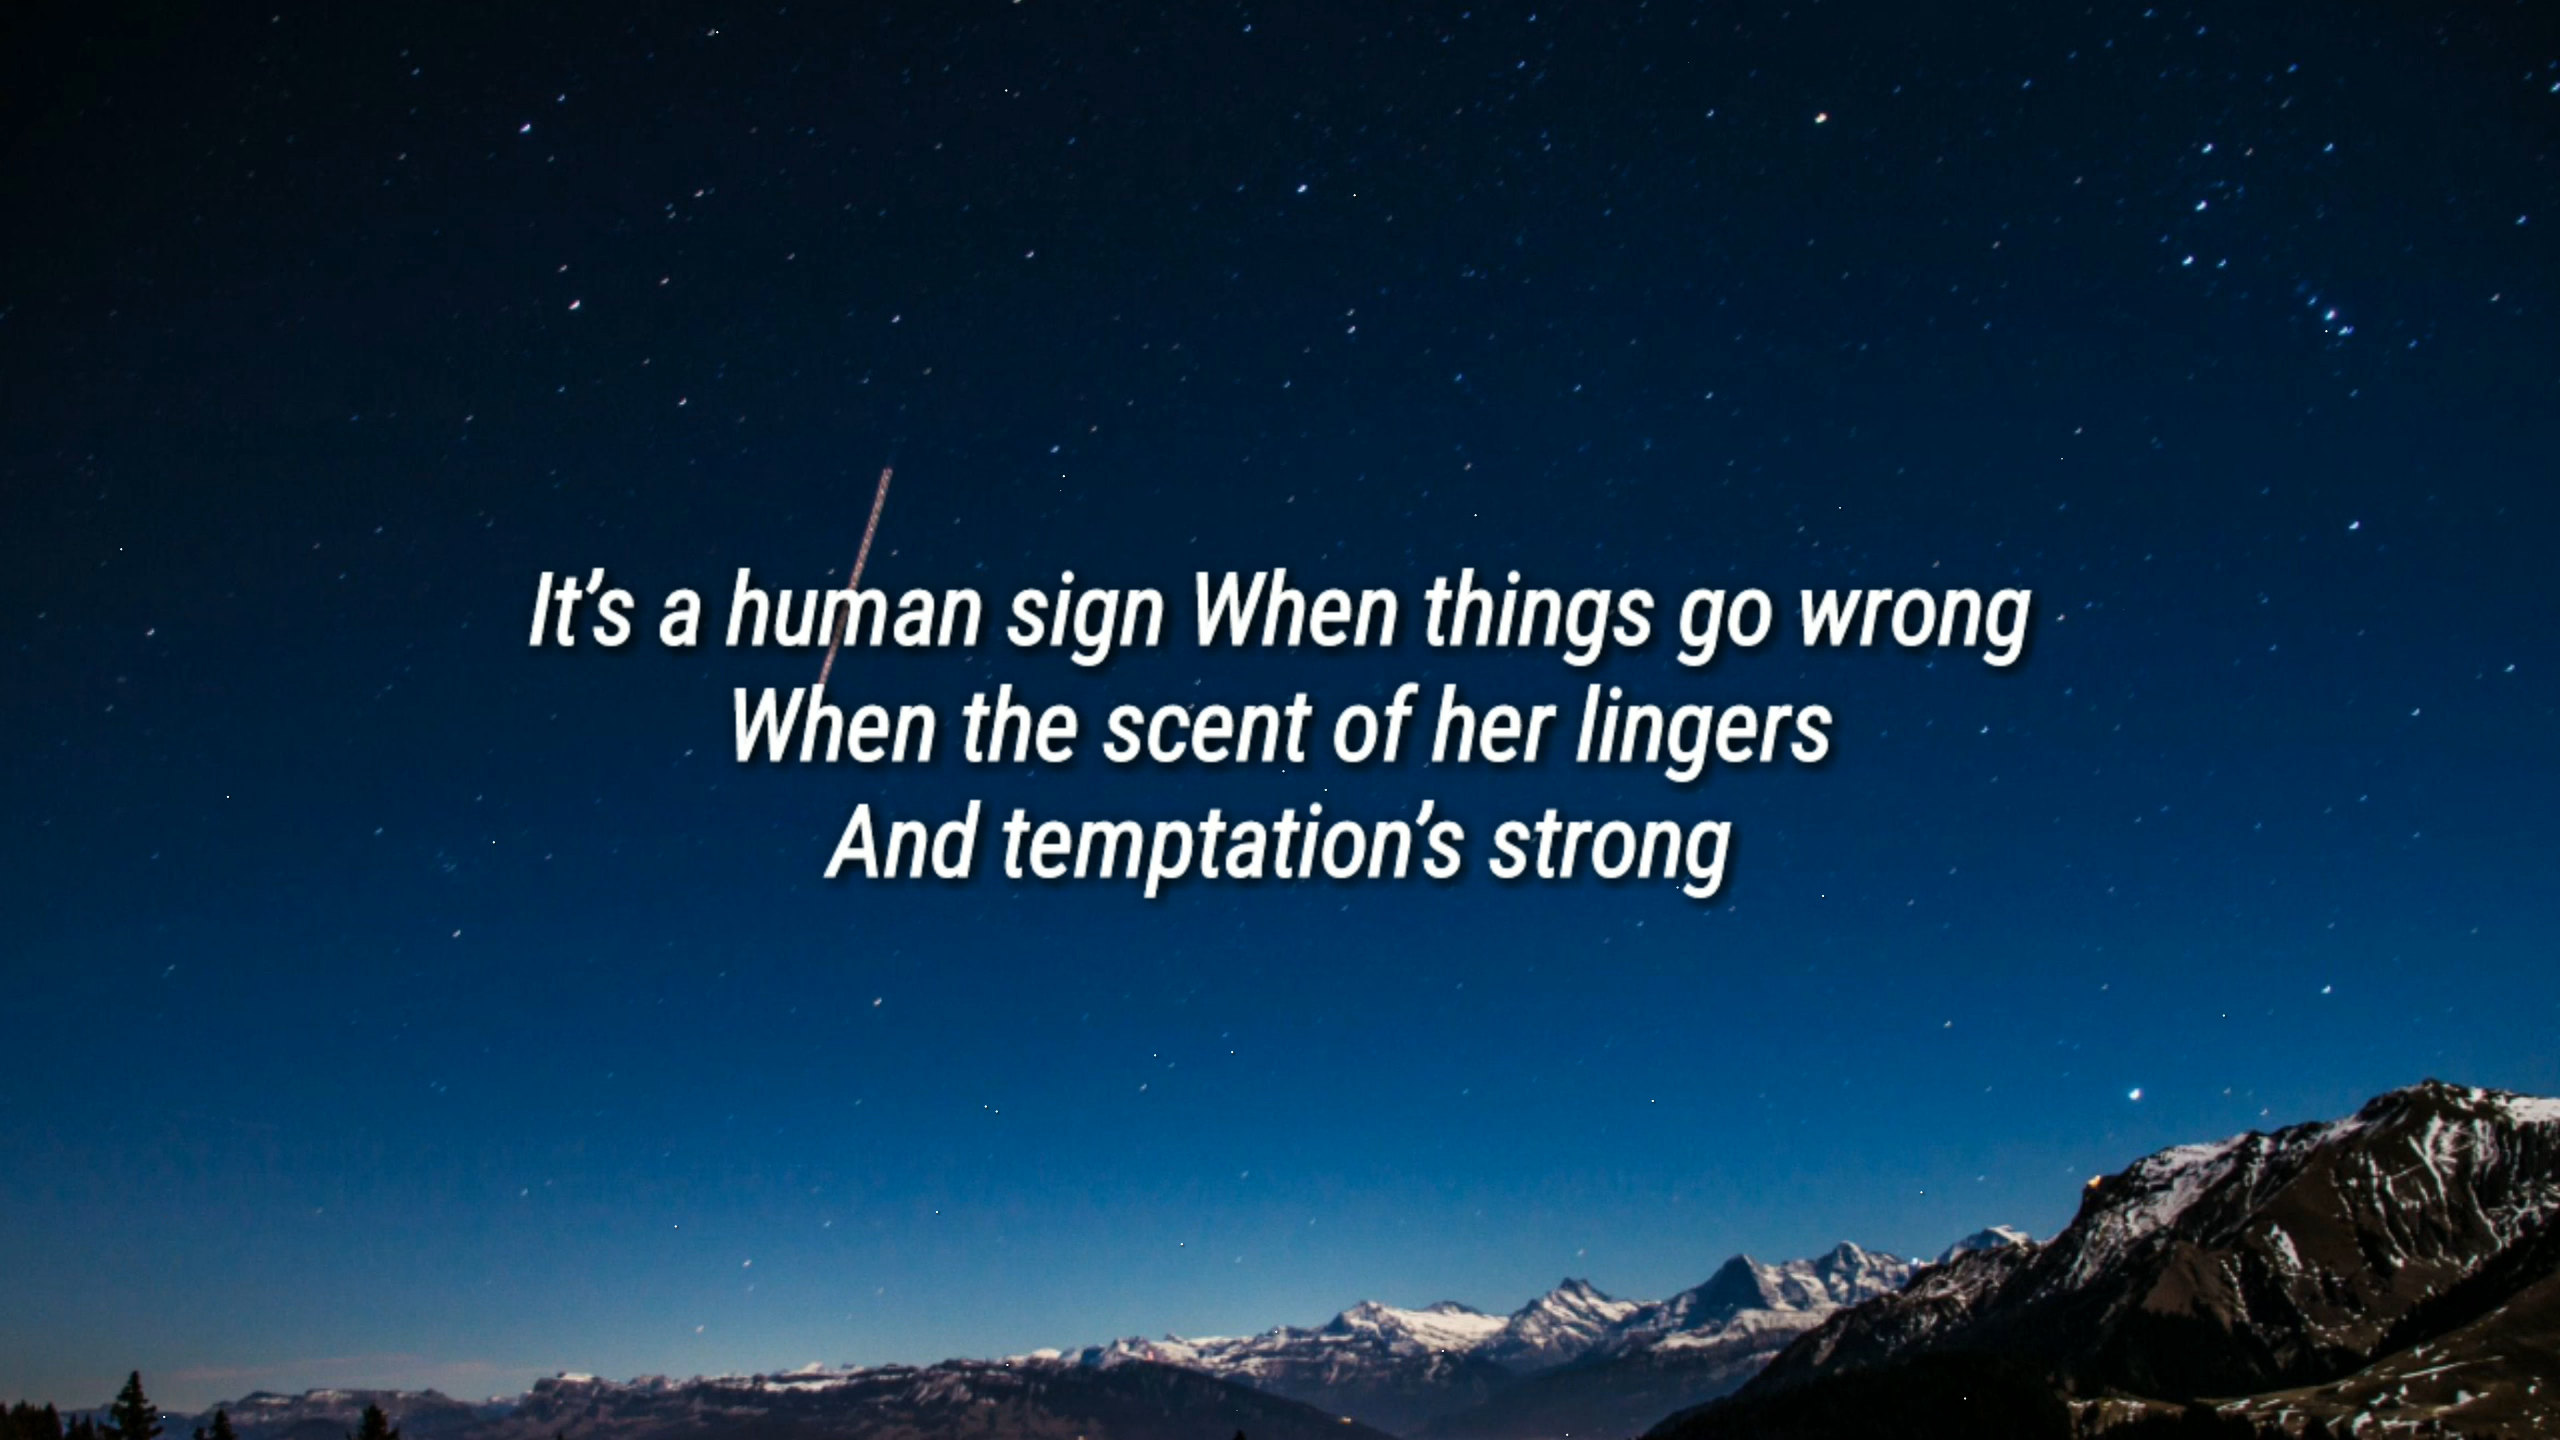 It’s a human sign When things go wrong
When the scent of her lingers
And temptation’s strong